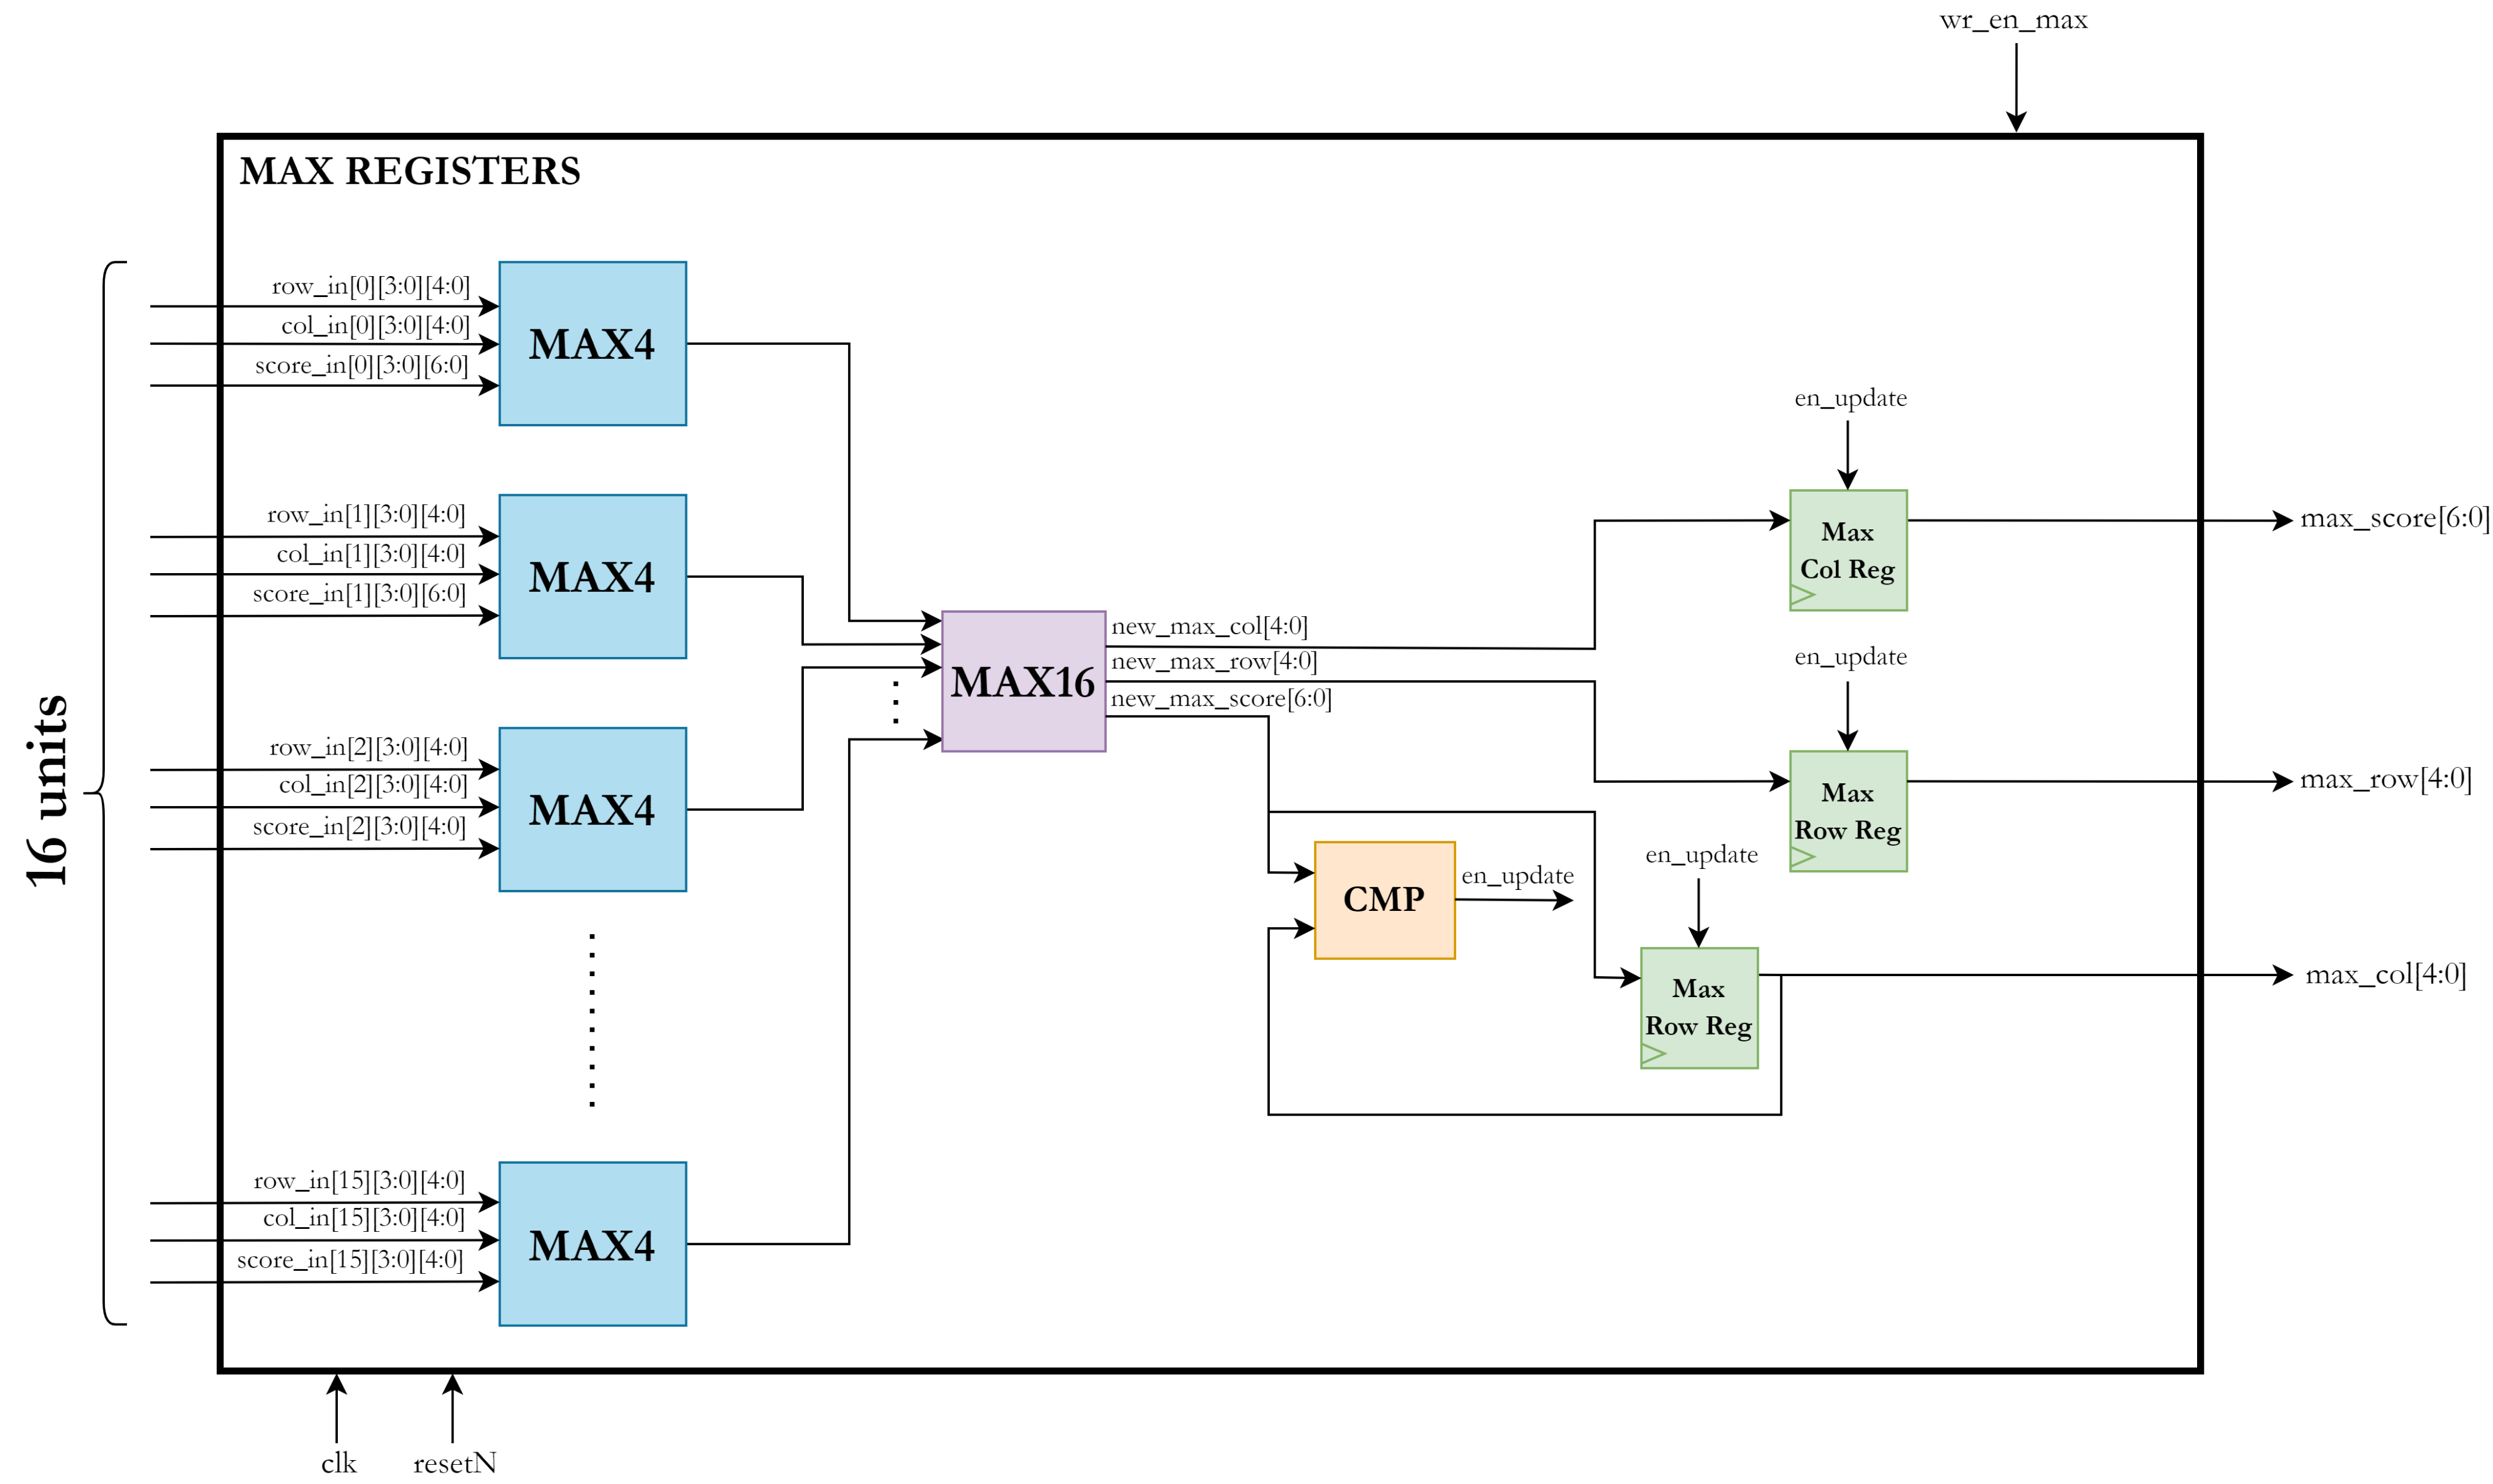 wr_en_max
MAX REGISTERS
16 units
row_in[0][3:0][4:0]
col_in[0][3:0][4:0]
score_in[0][3:0][6:0]
MAX4
row_in[1][3:0][4:0]
col_in[1][3:0][4:0]
score_in[1][3:0][6:0]
MAX4
row_in[2][3:0][4:0]
col_in[2][3:0][4:0]
score_in[2][3:0][4:0]
MAX4
row_in[15][3:0][4:0]
col_in[15][3:0][4:0]
score_in[15][3:0][4:0]
MAX4
MAX16
new_max_col[4:0]
new_max_row[4:0]
new_max_score[6:0]
CMP
en_update
en_update
Max
Col Reg
max_score[6:0]
en_update
Max
Row Reg
max_row[4:0]
en_update
Max
Row Reg
max_col[4:0]
clk
resetN